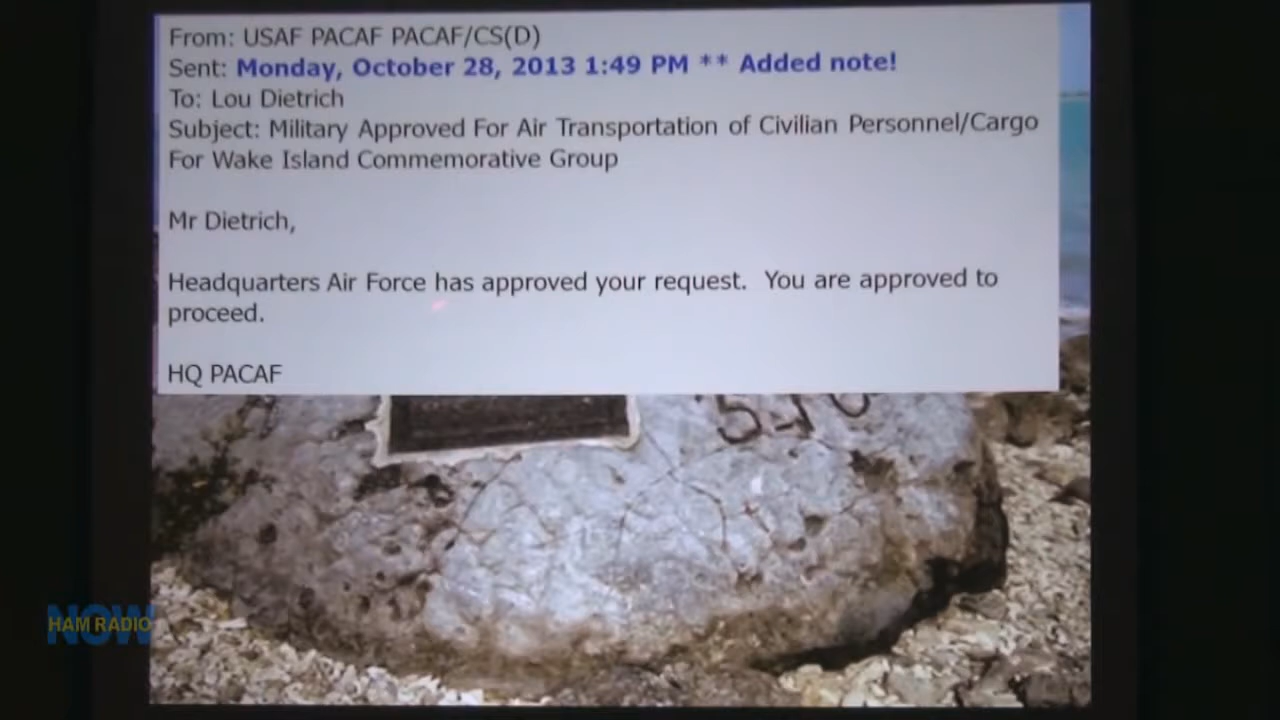 From: USAF PACAF PACAF/CS(D)
Sent: Monday, October 28, 2013 1:49 PM ** Added note!
To: Lou Dietrich
Subject: Military Approved For Air Transportation of Civilian Personnel/Cargo
For Wake Island Commemorative Group
Mr Dietrich,
Headquarters Air Force has approved your request. You are approved to
proceed.
HQ PACAF
NOW
HAM RADIO